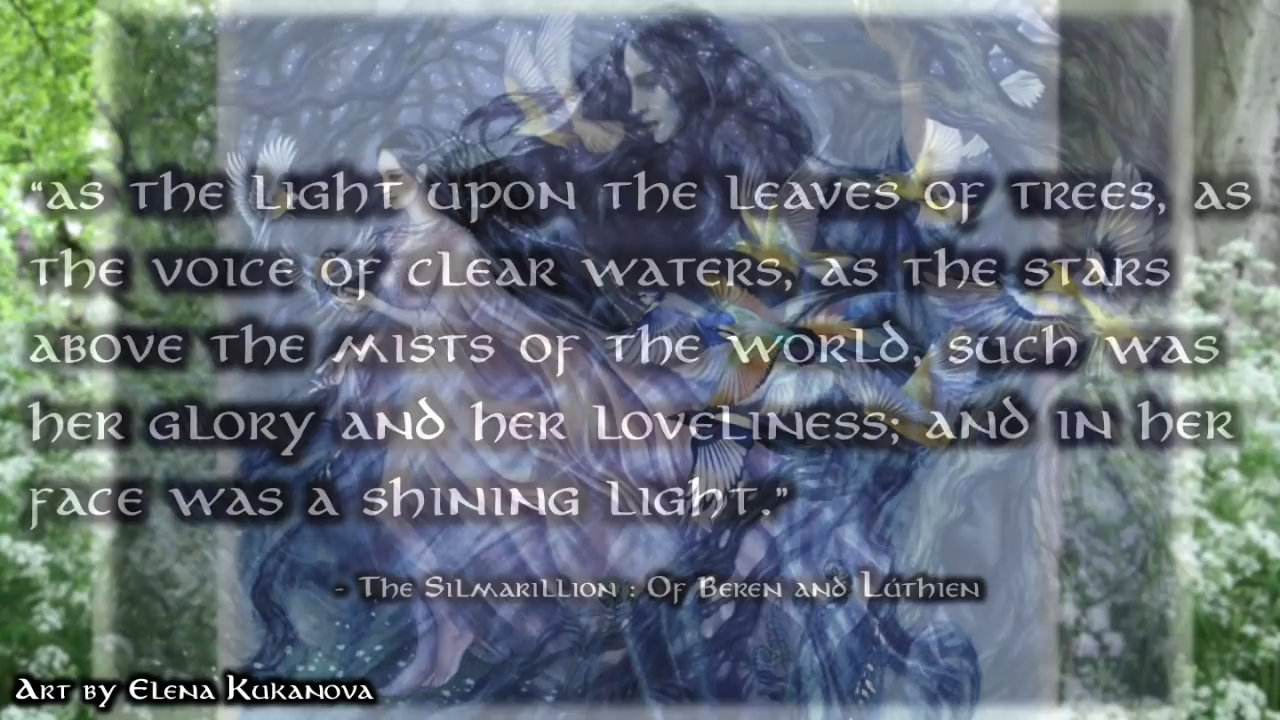 “as the light upon the leaves of trees, as
the voice of clear waters, as the stars
above the mists of the world, such was
her glory and her loveliness; and in her
face was a shining light.”
- The Silmarillion : Of Beren and Lúthien
Art by Elena Kukanova